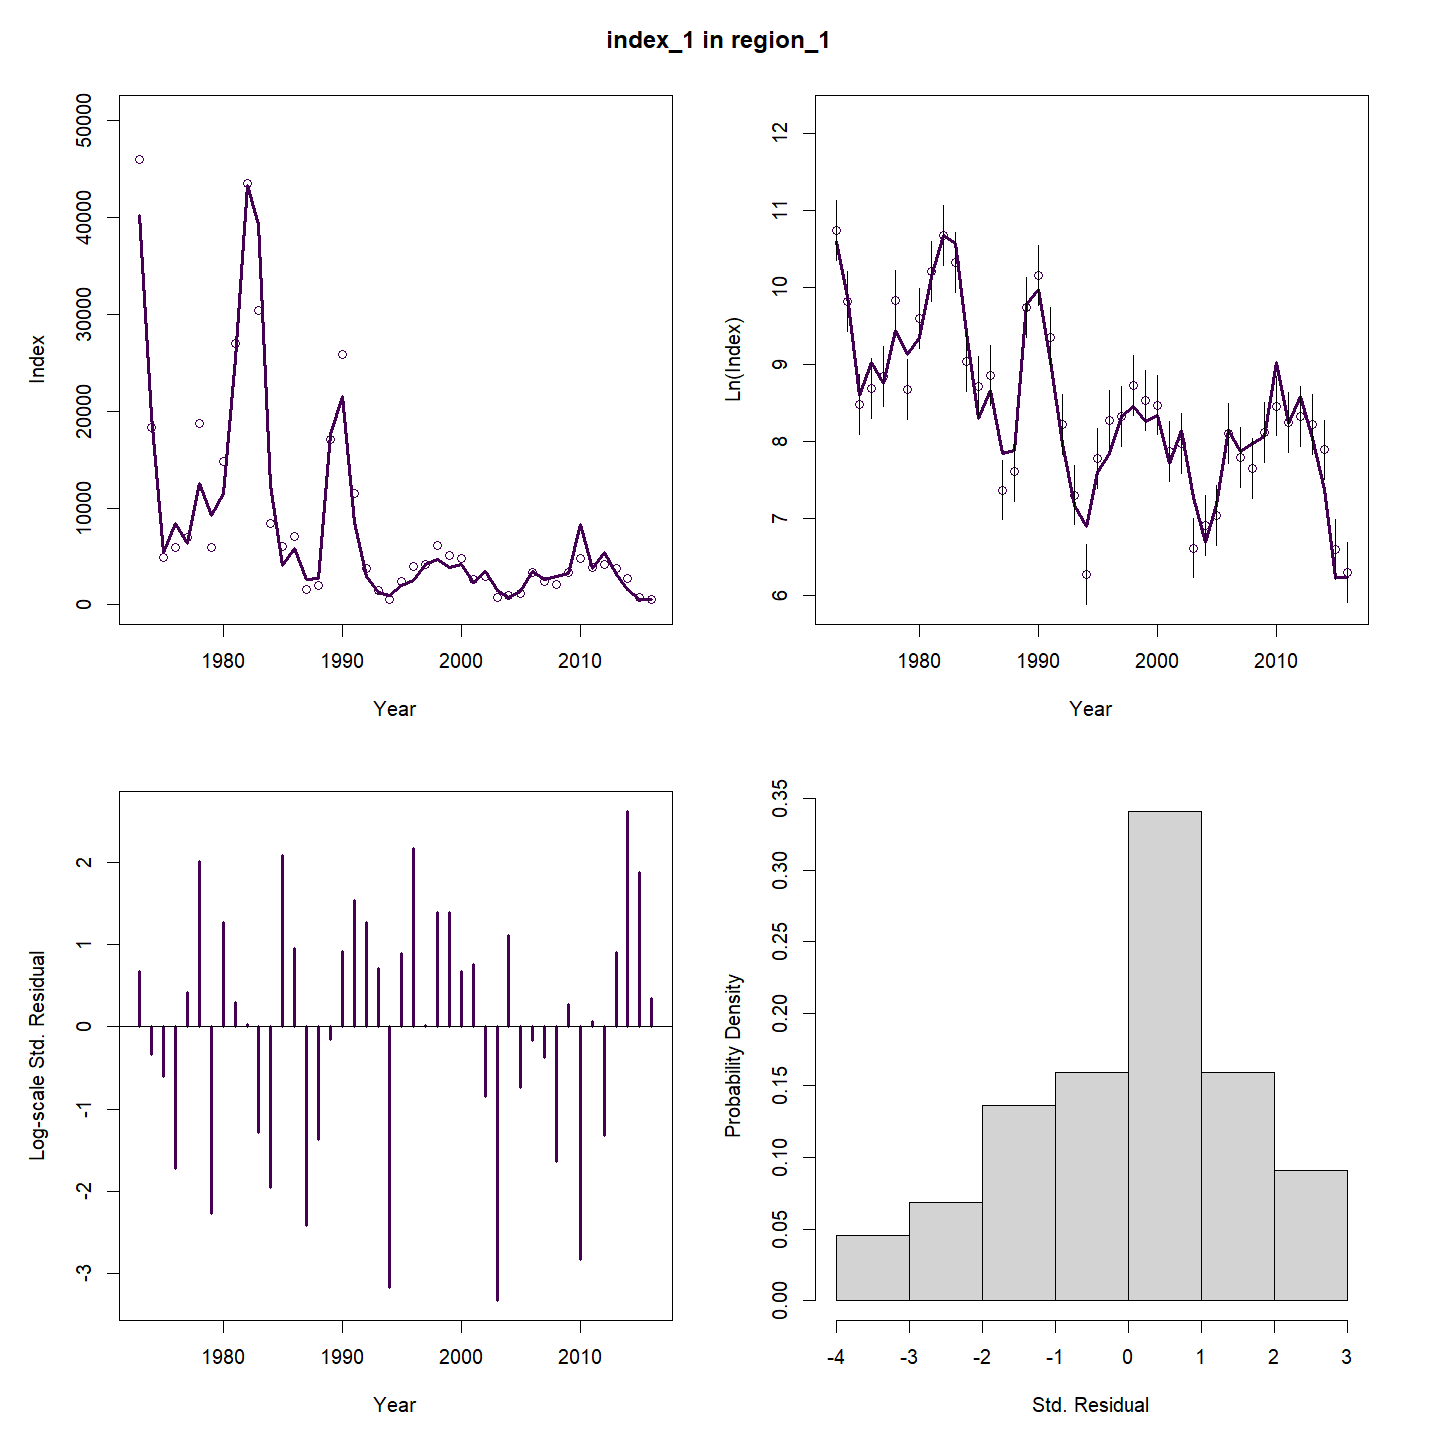 index_1 in region_1
50000
40000
30000
20000
10000
0
Index
1980 1990 2000 2010
Year
12
11
10
9
8
7
6
Ln(Index)
1980 1990 2000 2010
Year
2
1
0
-1
-2
-3
Log-scale Std. Residual
1980 1990 2000 2010
Year
0.35
0.30
0.25
0.20
0.15
0.10
0.05
0.00
Probability Density
-4 -3 -2 -1 0 1 2 3
Std. Residual